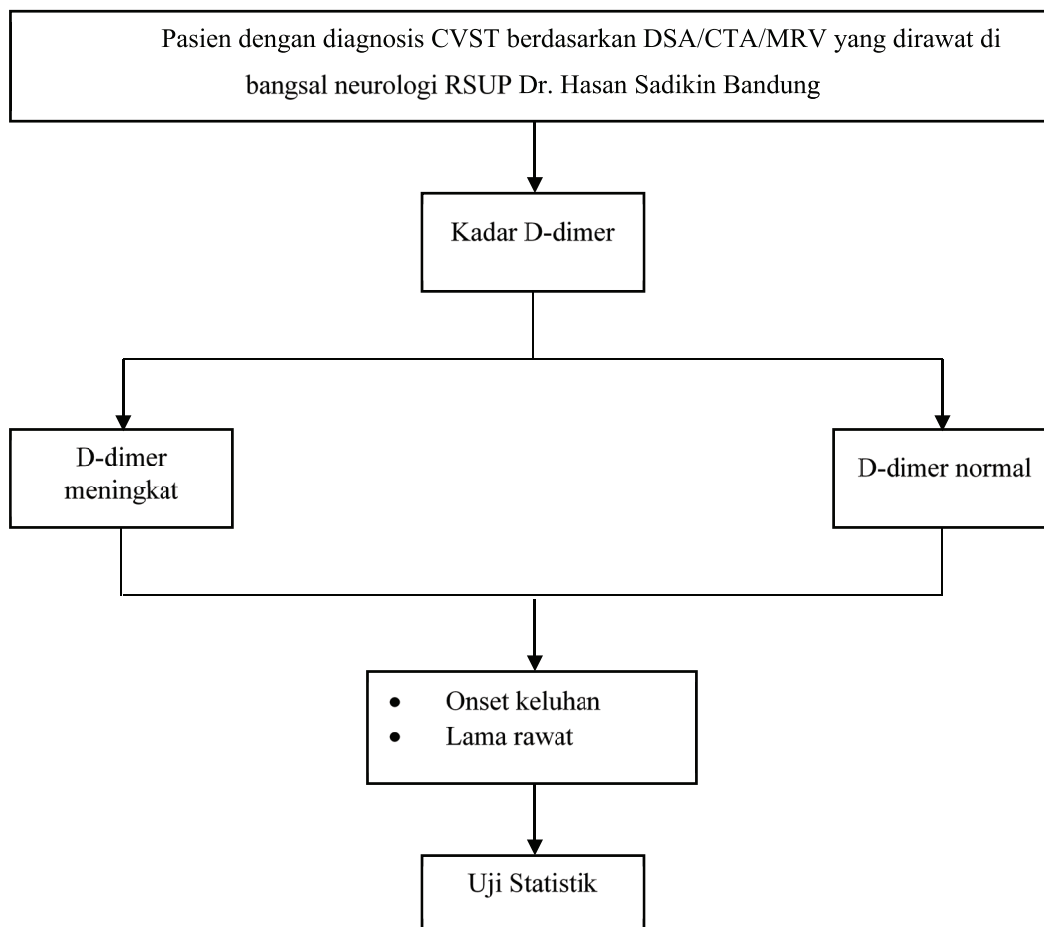 Pasien dengan diagnosis CVST berdasarkan DSA/CTA/MRV yang dirawat di
bangsal neurologi RSUP Dr. Hasan Sadikin Bandung
Kadar D-dimer
D-dimer
meningkat
D-dimer normal
• Onset keluhan
• Lama rawat
Uji Statistik